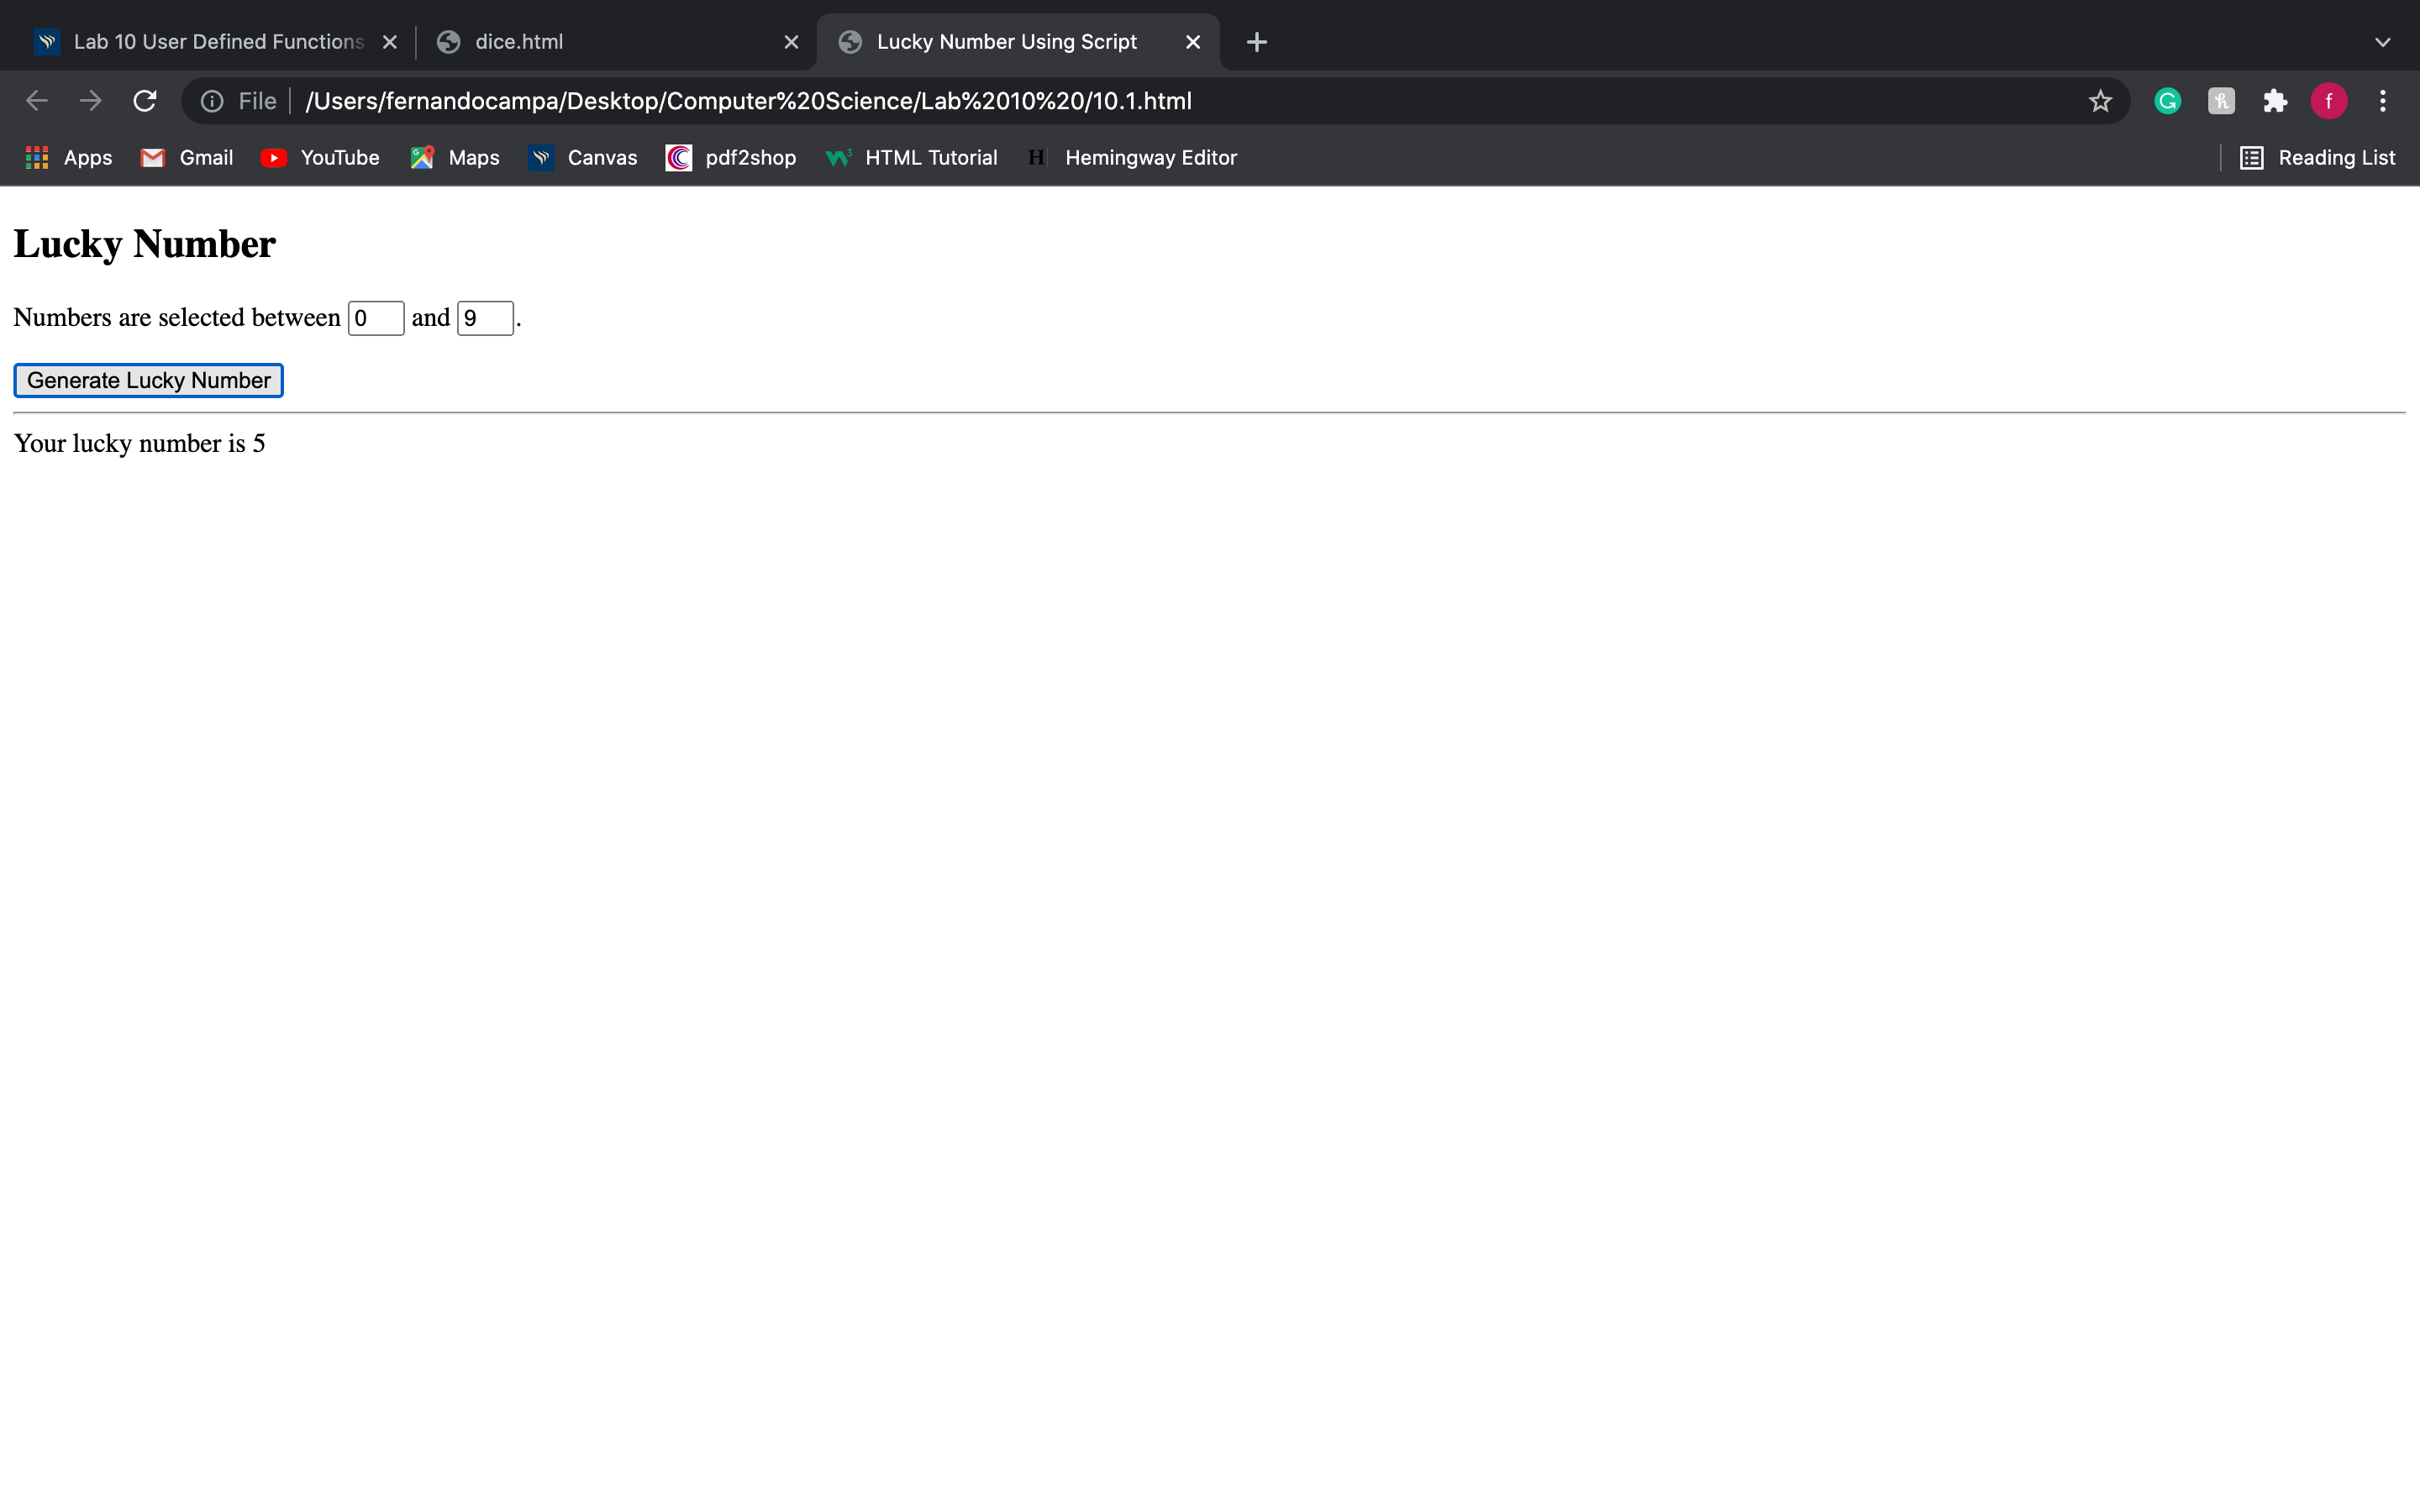 Lab 10 User Defined Functions
dice.html
Lucky Number Using Script
File /Users/fernandocampa/Desktop/Computer%20Science/Lab%2010%20/10.1.html
f
Apps Gmail YouTube Maps Canvas pdf2shop HTML Tutorial H Hemingway Editor Reading List
Lucky Number
Numbers are selected between 0 and 9.
Generate Lucky Number
Your lucky number is 5